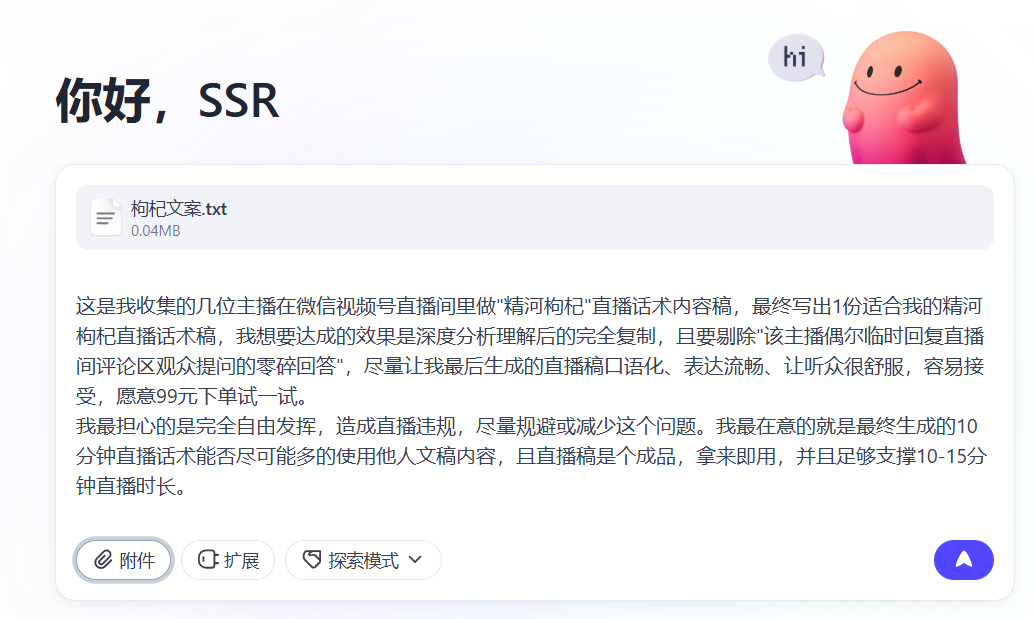 hi
你好，SSR
枸杞文案.txt
0.04MB
这是我收集的几位主播在微信视频号直播间里做"精河枸杞"直播话术内容稿，最终写出1份适合我的精河
枸杞直播话术稿，我想要达成的效果是深度分析理解后的完全复制，且要剔除"该主播偶尔临时回复直播
间评论区观众提问的零碎回答"，尽量让我最后生成的直播稿口语化、表达流畅、让听众很舒服，容易接
受，愿意99元下单试一试。
我最担心的是完全自由发挥，造成直播违规，尽量规避或减少这个问题。我最在意的就是最终生成的10
分钟直播话术能否尽可能多的使用他人文稿内容，且直播稿是个成品，拿来即用，并且足够支撑10-15分
钟直播时长。
附件 扩展 探索模式